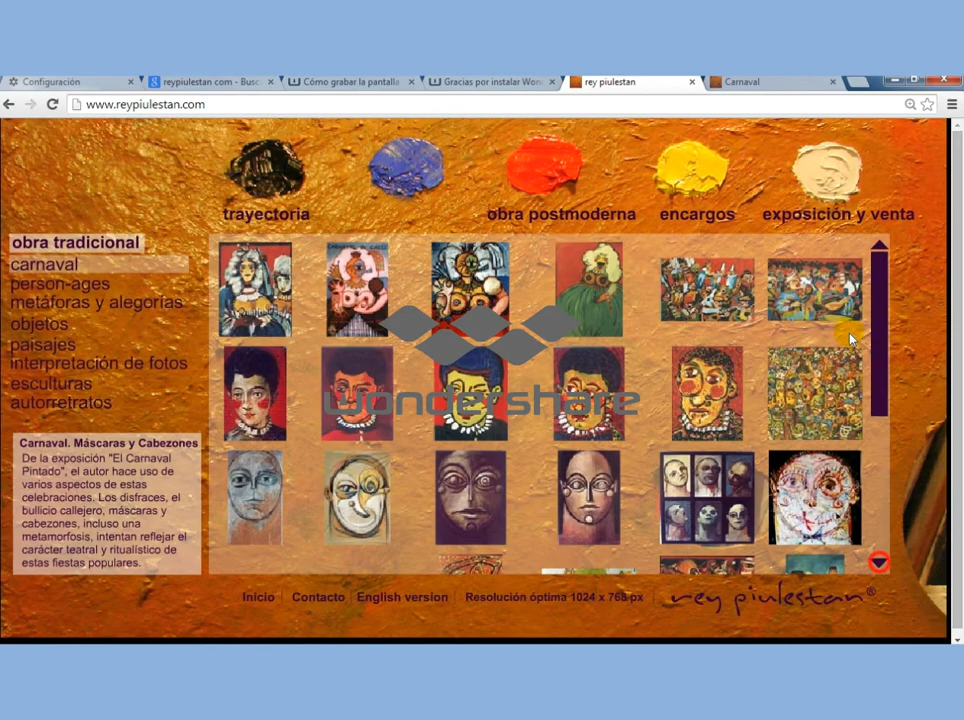 Configuración
reypiulestan com - Busc
Cómo grabar la pantalla
Gracias por instalar Won
rey piulestan
Carnaval
www.reypiulestan.com
trayectoria
obra postmoderna
encargos
exposición y venta
obra tradicional
carnaval
person-ages
metáforas y alegorías
objetos
paisajes
interpretación de fotos
esculturas
autorretratos
wondershare
Carnaval. Máscaras y Cabezones
De la exposición "El Carnaval
Pintado", el autor hace uso de
varios aspectos de estas
celebraciones. Los disfraces, el
bullicio callejero, máscaras y
cabezones, incluso una
metamorfosis, intentan reflejar el
carácter teatral y ritualístico de
estas fiestas populares.
Inicio
Contacto
English version
Resolución óptima 1024 x 768 px
rey piulestan®